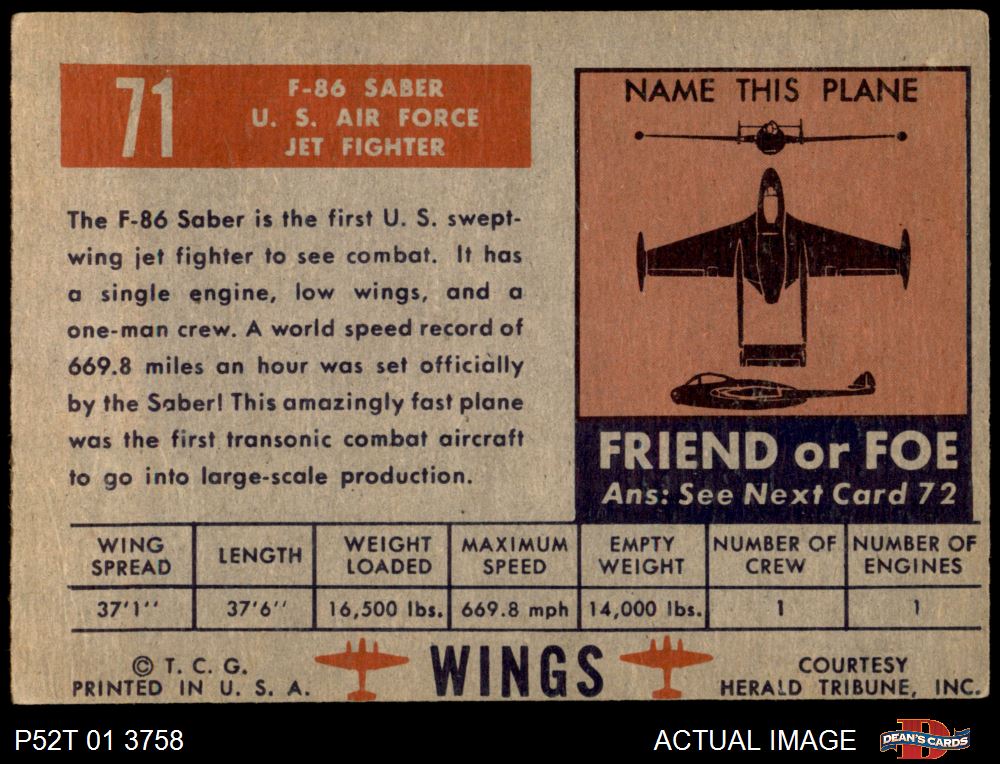 71
F-86 SABER
U. S. AIR FORCE
JET FIGHTER
The F-86 Saber is the first U. S. swept-
wing jet fighter to see combat. It has
a single engine, low wings, and a
one-man crew. A world speed record of
669.8 miles an hour was set officially
by the Saber! This amazingly fast plane
was the first transonic combat aircraft
to go into large-scale production.
NAME THIS PLANE
FRIEND or FOE
Ans: See Next Card 72
WING SPREAD
LENGTH
WEIGHT LOADED
MAXIMUM SPEED
EMPTY WEIGHT
NUMBER OF CREW
NUMBER OF ENGINES
37'1"
37'6"
16,500 lbs.
669.8 mph
14,000 lbs.
1
1
© T. C. G.
PRINTED IN U. S. A.
WINGS
COURTESY
HERALD TRIBUNE, INC.
P52T 01 3758
ACTUAL IMAGE
D
DEAN'S CARDS